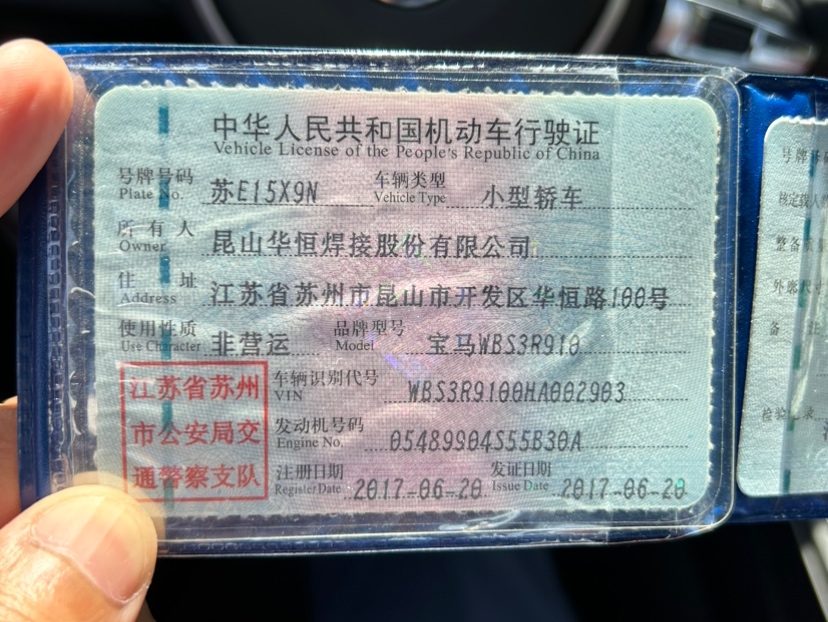 中华人民共和国机动车行驶证
Vehicle License of the People's Republic of China
号牌号码 苏E15X9N 车辆类型 小型轿车
Plate No. Vehicle Type
所有人 昆山华恒焊接股份有限公司
Owner
住址 江苏省苏州市昆山市开发区华恒路100号
Address
使用性质 非营运 品牌型号 宝马WBS3R910
Use Character Model
江苏省苏州
市公安局交
通警察支队
车辆识别代号 WBS3R9100HA002903
VIN
发动机号码 05489904S55B30A
Engine No.
注册日期 2017-06-20 发证日期 2017-06-20
Register Date Issue Date
号牌号码
核定载人
整备质量
外廓尺寸
备
检验记录